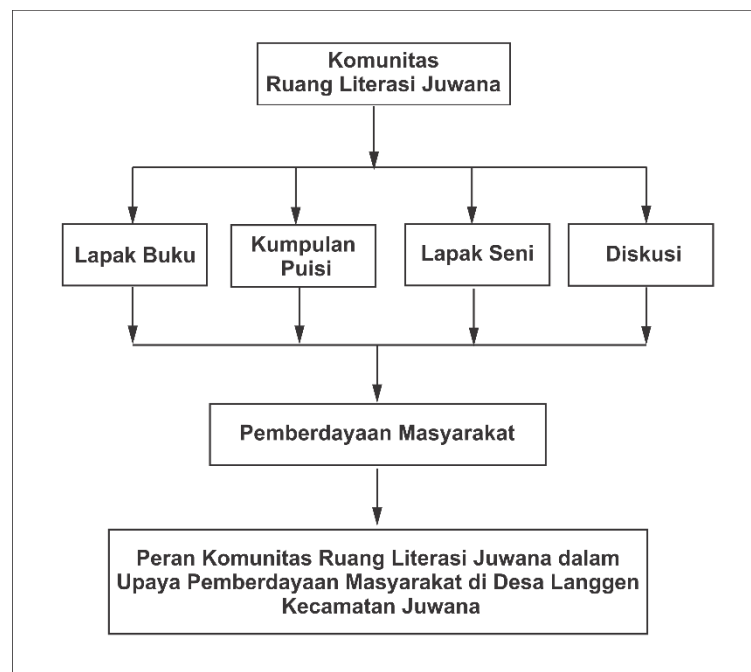 Komunitas
Ruang Literasi Juwana
Lapak Buku
Kumpulan
Puisi
Lapak Seni
Diskusi
Pemberdayaan Masyarakat
Peran Komunitas Ruang Literasi Juwana dalam
Upaya Pemberdayaan Masyarakat di Desa Langgen
Kecamatan Juwana